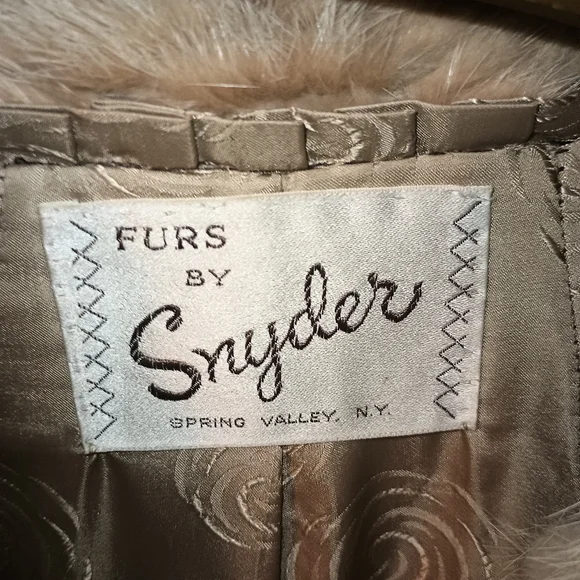 FURS
BY
Snyder
SPRING VALLEY, N.Y.